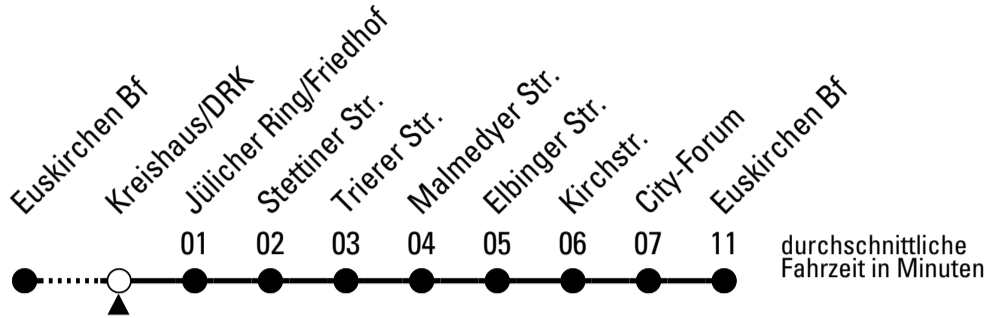 Euskirchen Bf
Kreishaus/DRK
Jülicher Ring/Friedhof
Stettiner Str.
Trierer Str.
Malmedyer Str.
Elbinger Str.
Kirchstr.
City-Forum
Euskirchen Bf
01 02 03 04 05 06 07 11
durchschnittliche
Fahrzeit in Minuten